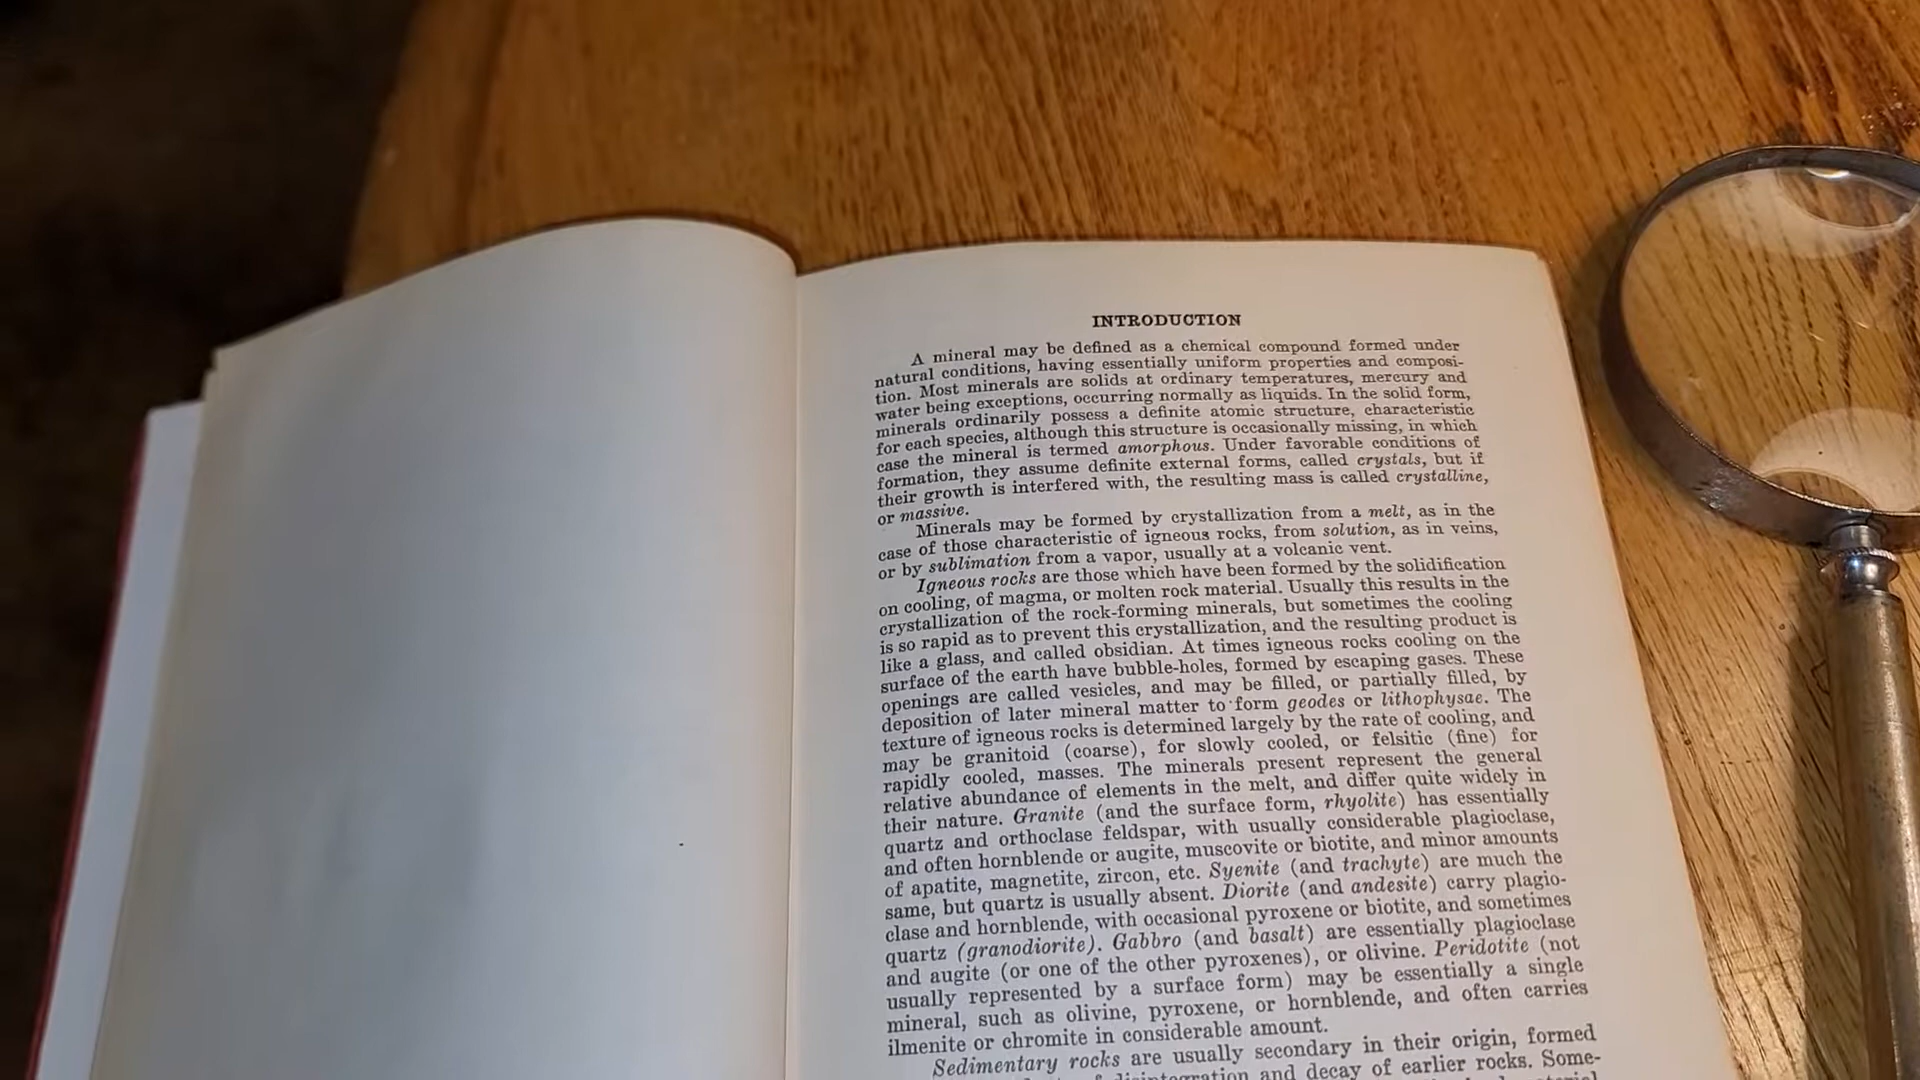 INTRODUCTION
A mineral may be defined as a chemical compound formed under
natural conditions, having essentially uniform properties and composi-
tion. Most minerals are solids at ordinary temperatures, mercury and
water being exceptions, occurring normally as liquids. In the solid form,
minerals ordinarily possess a definite atomic structure, characteristic
for each species, although this structure is occasionally missing, in which
case the mineral is termed amorphous. Under favorable conditions of
formation, they assume definite external forms, called crystals, but if
their growth is interfered with, the resulting mass is called crystalline,
or massive.
Minerals may be formed by crystallization from a melt, as in the
case of those characteristic of igneous rocks, from solution, as in veins,
or by sublimation from a vapor, usually at a volcanic vent.
Igneous rocks are those which have been formed by the solidification
on cooling, of magma, or molten rock material. Usually this results in the
crystallization of the rock-forming minerals, but sometimes the cooling
is so rapid as to prevent this crystallization, and the resulting product is
like a glass, and called obsidian. At times igneous rocks cooling on the
surface of the earth have bubble-holes, formed by escaping gases. These
openings are called vesicles, and may be filled, or partially filled, by
deposition of later mineral matter to form geodes or lithophysae. The
texture of igneous rocks is determined largely by the rate of cooling, and
may be granitoid (coarse), for slowly cooled, or felsitic (fine) for
rapidly cooled, masses. The minerals present represent the general
relative abundance of elements in the melt, and differ quite widely in
their nature. Granite (and the surface form, rhyolite) has essentially
quartz and orthoclase feldspar, with usually considerable plagioclase,
and often hornblende or augite, muscovite or biotite, and minor amounts
of apatite, magnetite, zircon, etc. Syenite (and trachyte) are much the
same, but quartz is usually absent. Diorite (and andesite) carry plagio-
clase and hornblende, with occasional pyroxene or biotite, and sometimes
quartz (granodiorite). Gabbro (and basalt) are essentially plagioclase
and augite (or one of the other pyroxenes), or olivine. Peridotite (not
usually represented by a surface form) may be essentially a single
mineral, such as olivine, pyroxene, or hornblende, and often carries
ilmenite or chromite in considerable amount.
Sedimentary rocks are usually secondary in their origin, formed
disintegration and decay of earlier rocks. Some-